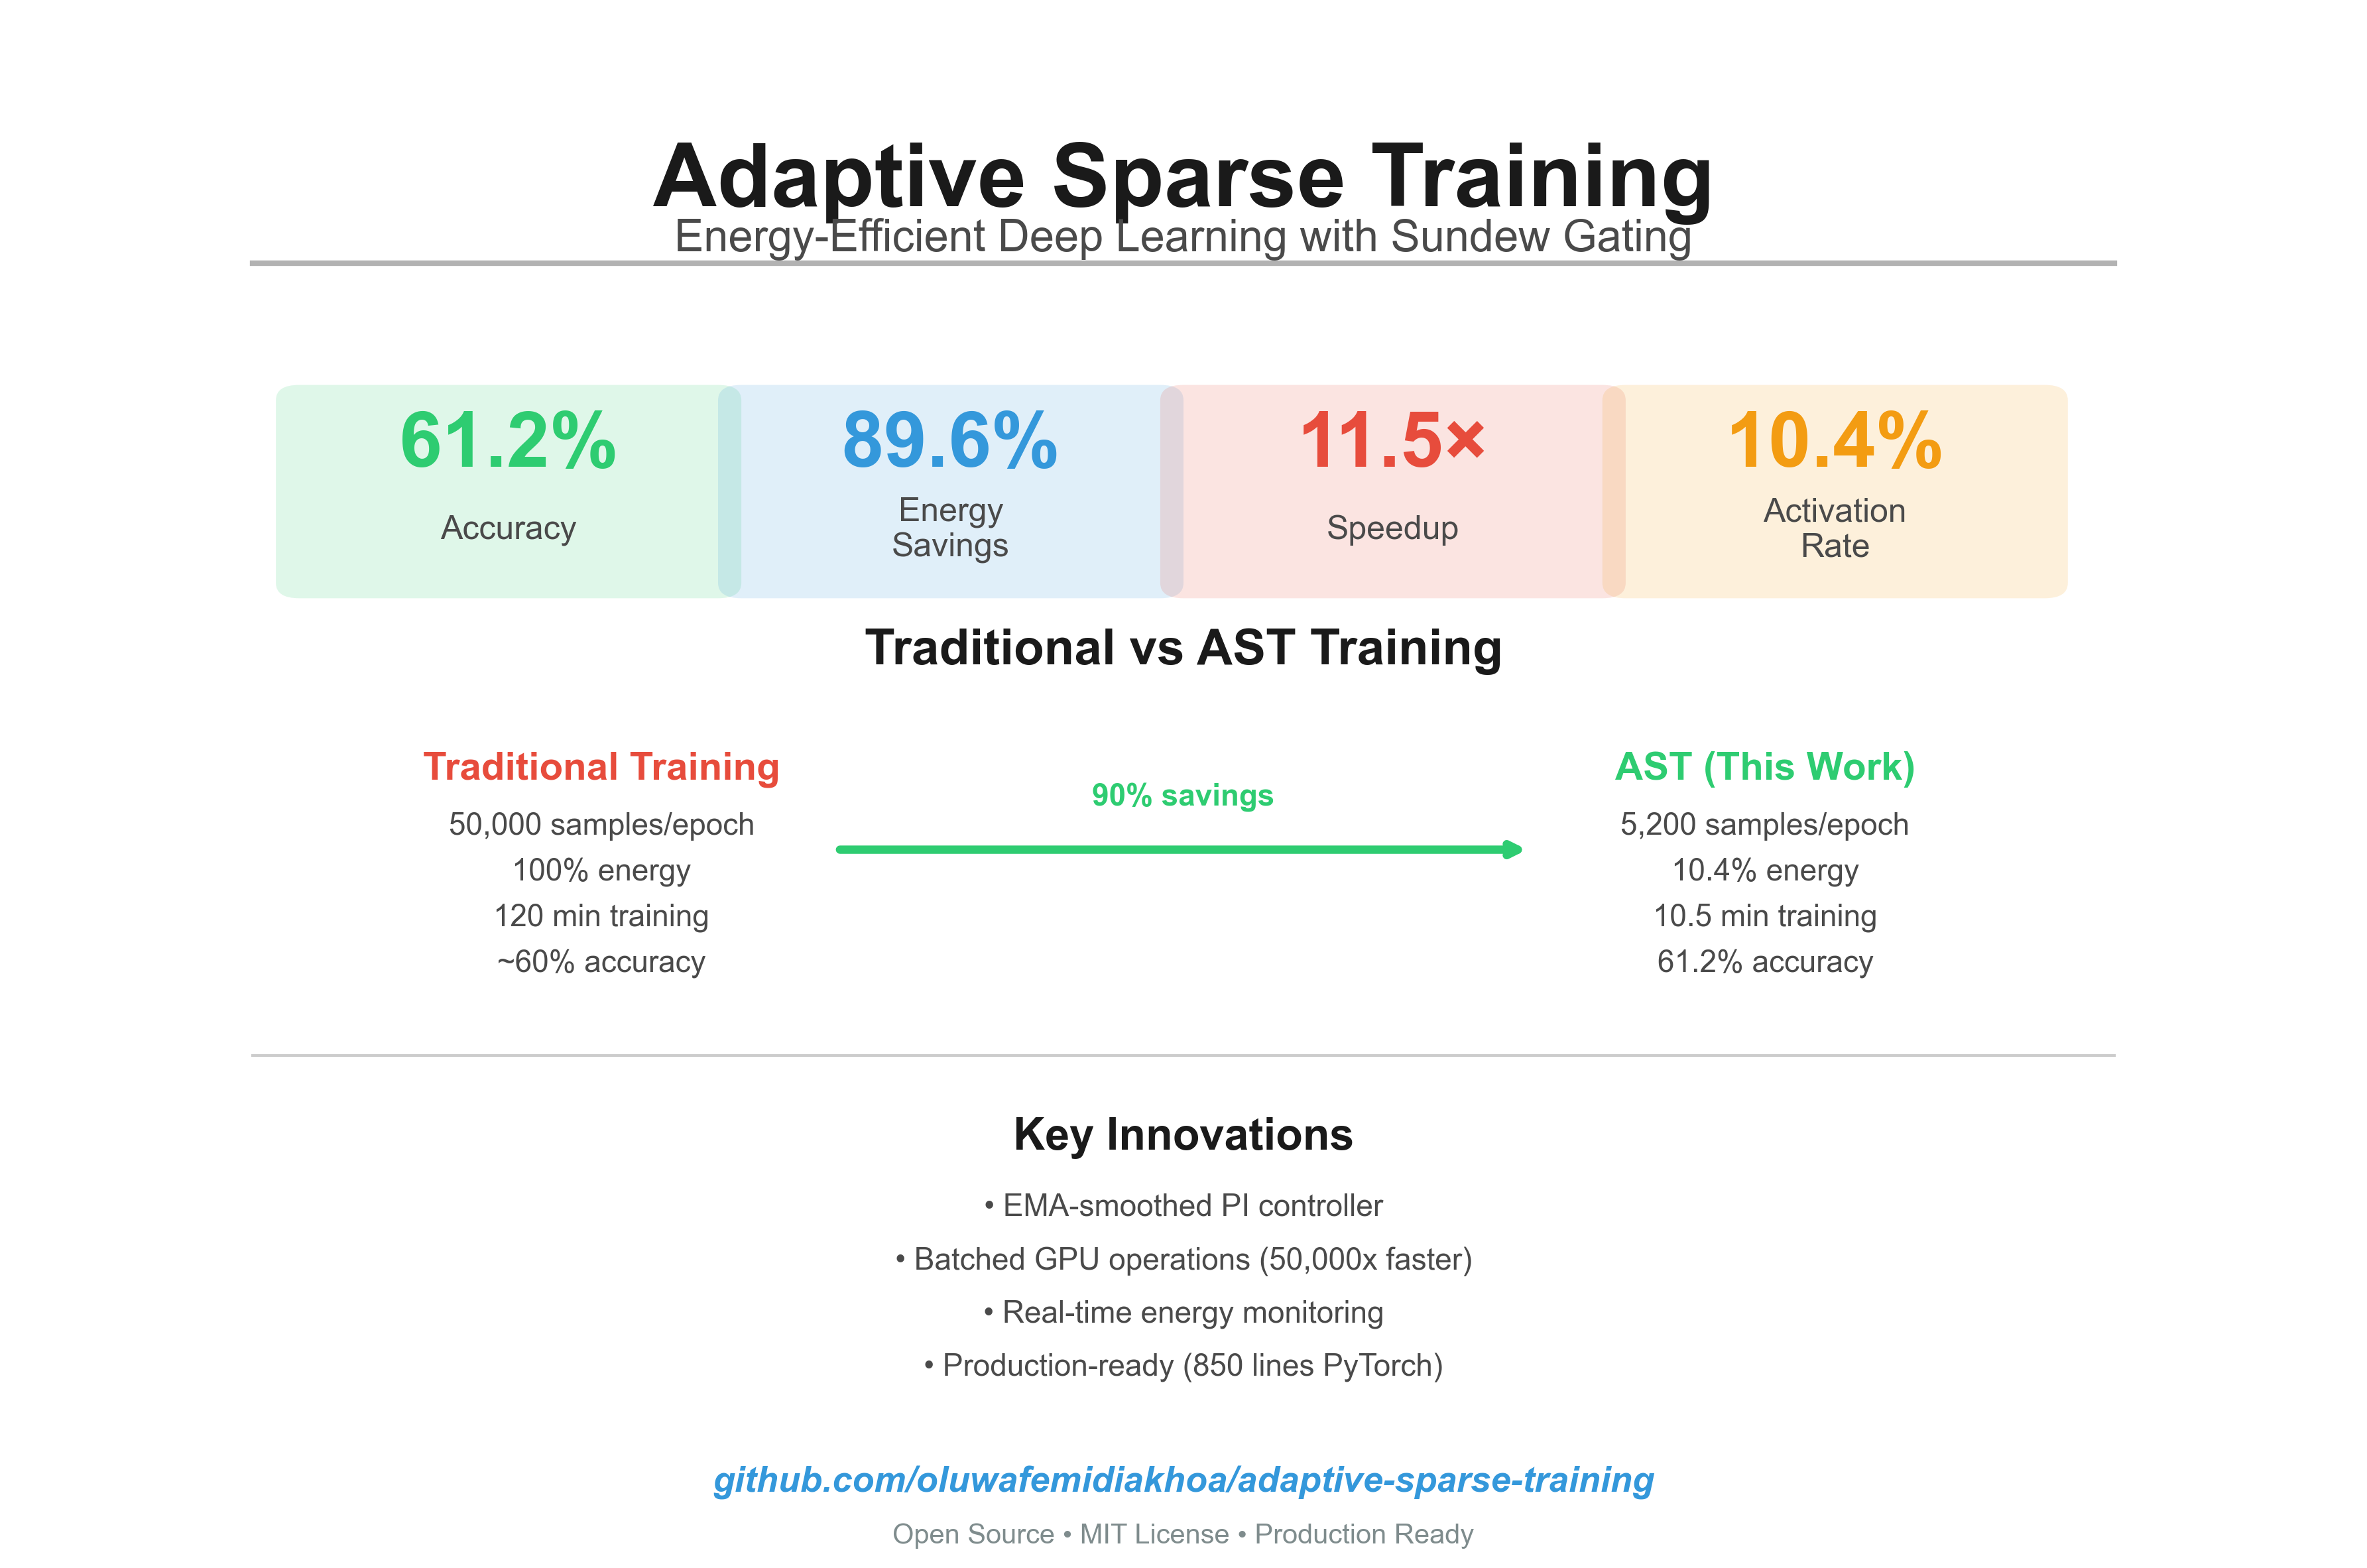 Adaptive Sparse Training
Energy-Efficient Deep Learning with Sundew Gating
61.2%
Accuracy
89.6%
Energy
Savings
11.5×
Speedup
10.4%
Activation
Rate
Traditional vs AST Training
Traditional Training
50,000 samples/epoch
100% energy
120 min training
~60% accuracy
90% savings
AST (This Work)
5,200 samples/epoch
10.4% energy
10.5 min training
61.2% accuracy
Key Innovations
• EMA-smoothed PI controller
• Batched GPU operations (50,000x faster)
• Real-time energy monitoring
• Production-ready (850 lines PyTorch)
github.com/oluwafemidiakhoa/adaptive-sparse-training
Open Source • MIT License • Production Ready